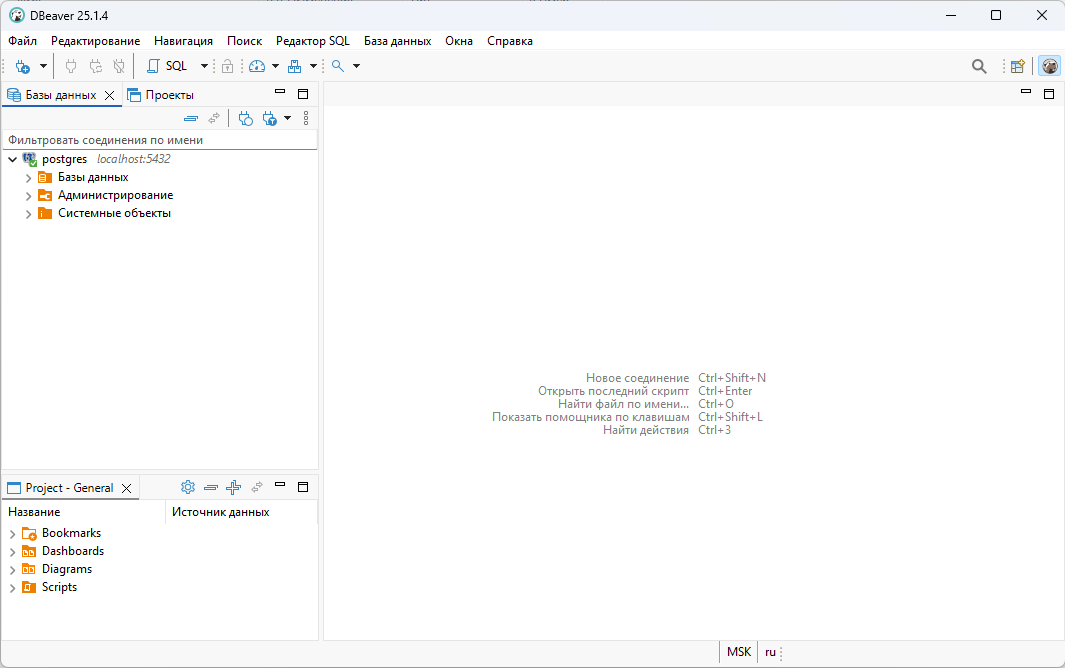 DBeaver 25.1.4
Файл Редактирование Навигация Поиск Редактор SQL База данных Окна Справка
SQL
Базы данных Проекты
Фильтровать соединения по имени
postgres localhost:5432
Базы данных
Администрирование
Системные объекты
Новое соединение Ctrl+Shift+N
Открыть последний скрипт Ctrl+Enter
Найти файл по имени... Ctrl+O
Показать помощника по клавишам Ctrl+Shift+L
Найти действия Ctrl+3
Project - General
Название Источник данных
Bookmarks
Dashboards
Diagrams
Scripts
MSK ru